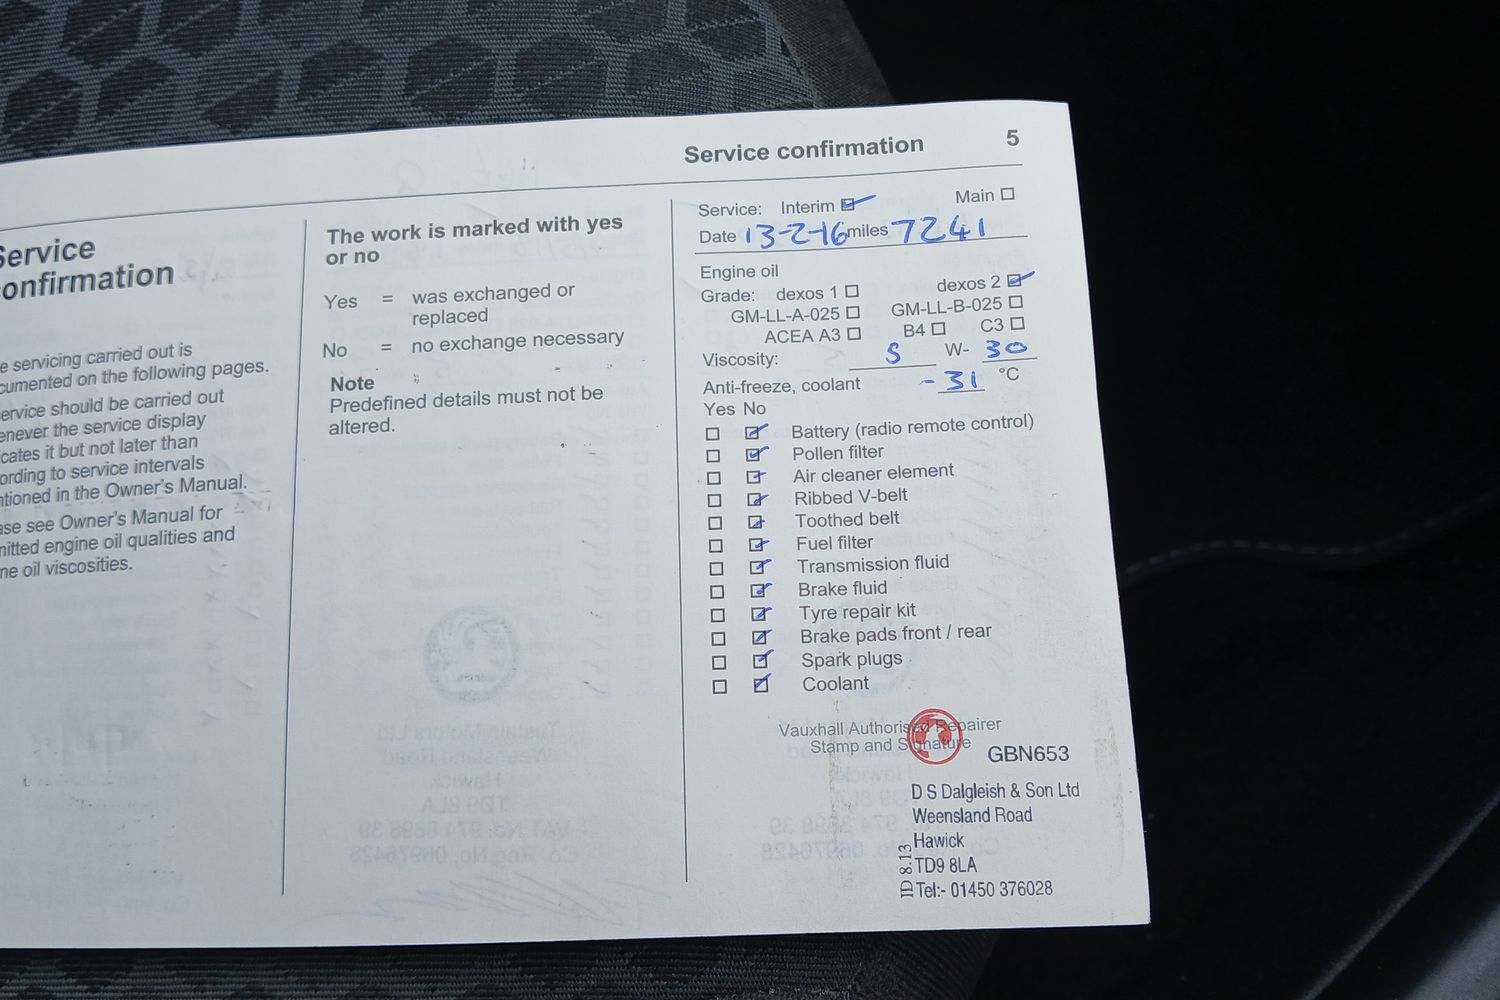 Service confirmation 5
Service
confirmation
e servicing carried out is
cumented on the following pages.
ervice should be carried out
enever the service display
icates it but not later than
ording to service intervals
ntioned in the Owner's Manual.
ase see Owner's Manual for
mitted engine oil qualities and
ne oil viscosities.
The work is marked with yes
or no
Yes = was exchanged or
replaced
No = no exchange necessary
Note
Predefined details must not be
altered.
Service: Interim Main
Date 13-2-16 miles 7241
Engine oil
Grade: dexos 1 dexos 2
GM-LL-A-025 GM-LL-B-025
ACEA A3 B4 C3
Viscosity: 5 W- 30
Anti-freeze, coolant -31 °C
Yes No
Battery (radio remote control)
Pollen filter
Air cleaner element
Ribbed V-belt
Toothed belt
Fuel filter
Transmission fluid
Brake fluid
Tyre repair kit
Brake pads front / rear
Spark plugs
Coolant
Vauxhall Authorised Repairer
Stamp and Signature
GBN653
D S Dalgleish & Son Ltd
Weensland Road
Hawick
TD9 8LA
Tel:- 01450 376028
ID 8.13